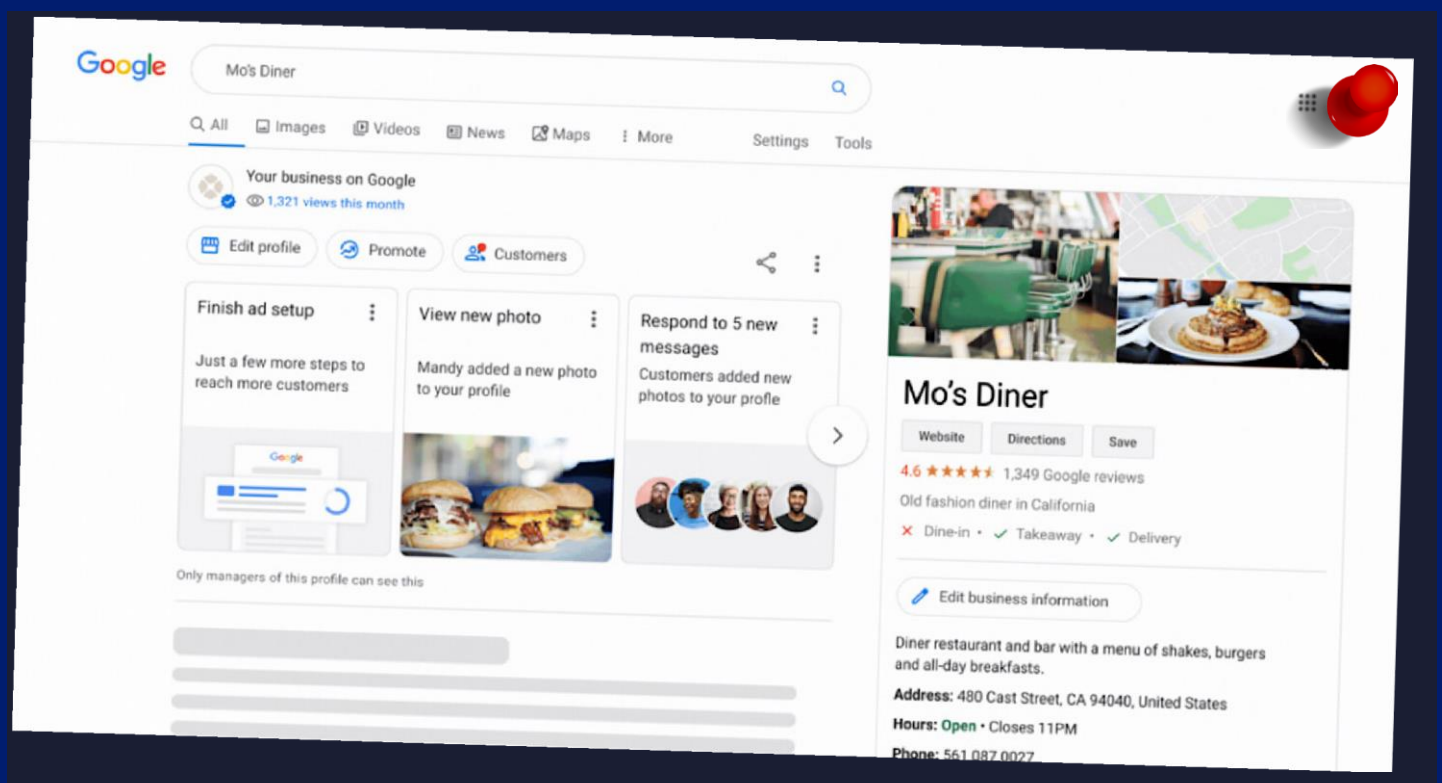 Google
Mo's Diner
All Images Videos News Maps More Settings Tools
Your business on Google
1,321 views this month
Edit profile Promote Customers
Finish ad setup
Just a few more steps to
reach more customers
Google
View new photo
Mandy added a new photo
to your profile
Respond to 5 new
messages
Customers added new
photos to your profle
Only managers of this profile can see this
Mo's Diner
Website Directions Save
4.6 1,349 Google reviews
Old fashion diner in California
Dine-in • Takeaway • Delivery
Edit business information
Diner restaurant and bar with a menu of shakes, burgers
and all-day breakfasts.
Address: 480 Cast Street, CA 94040, United States
Hours: Open • Closes 11PM
Phone: 561 087 0027